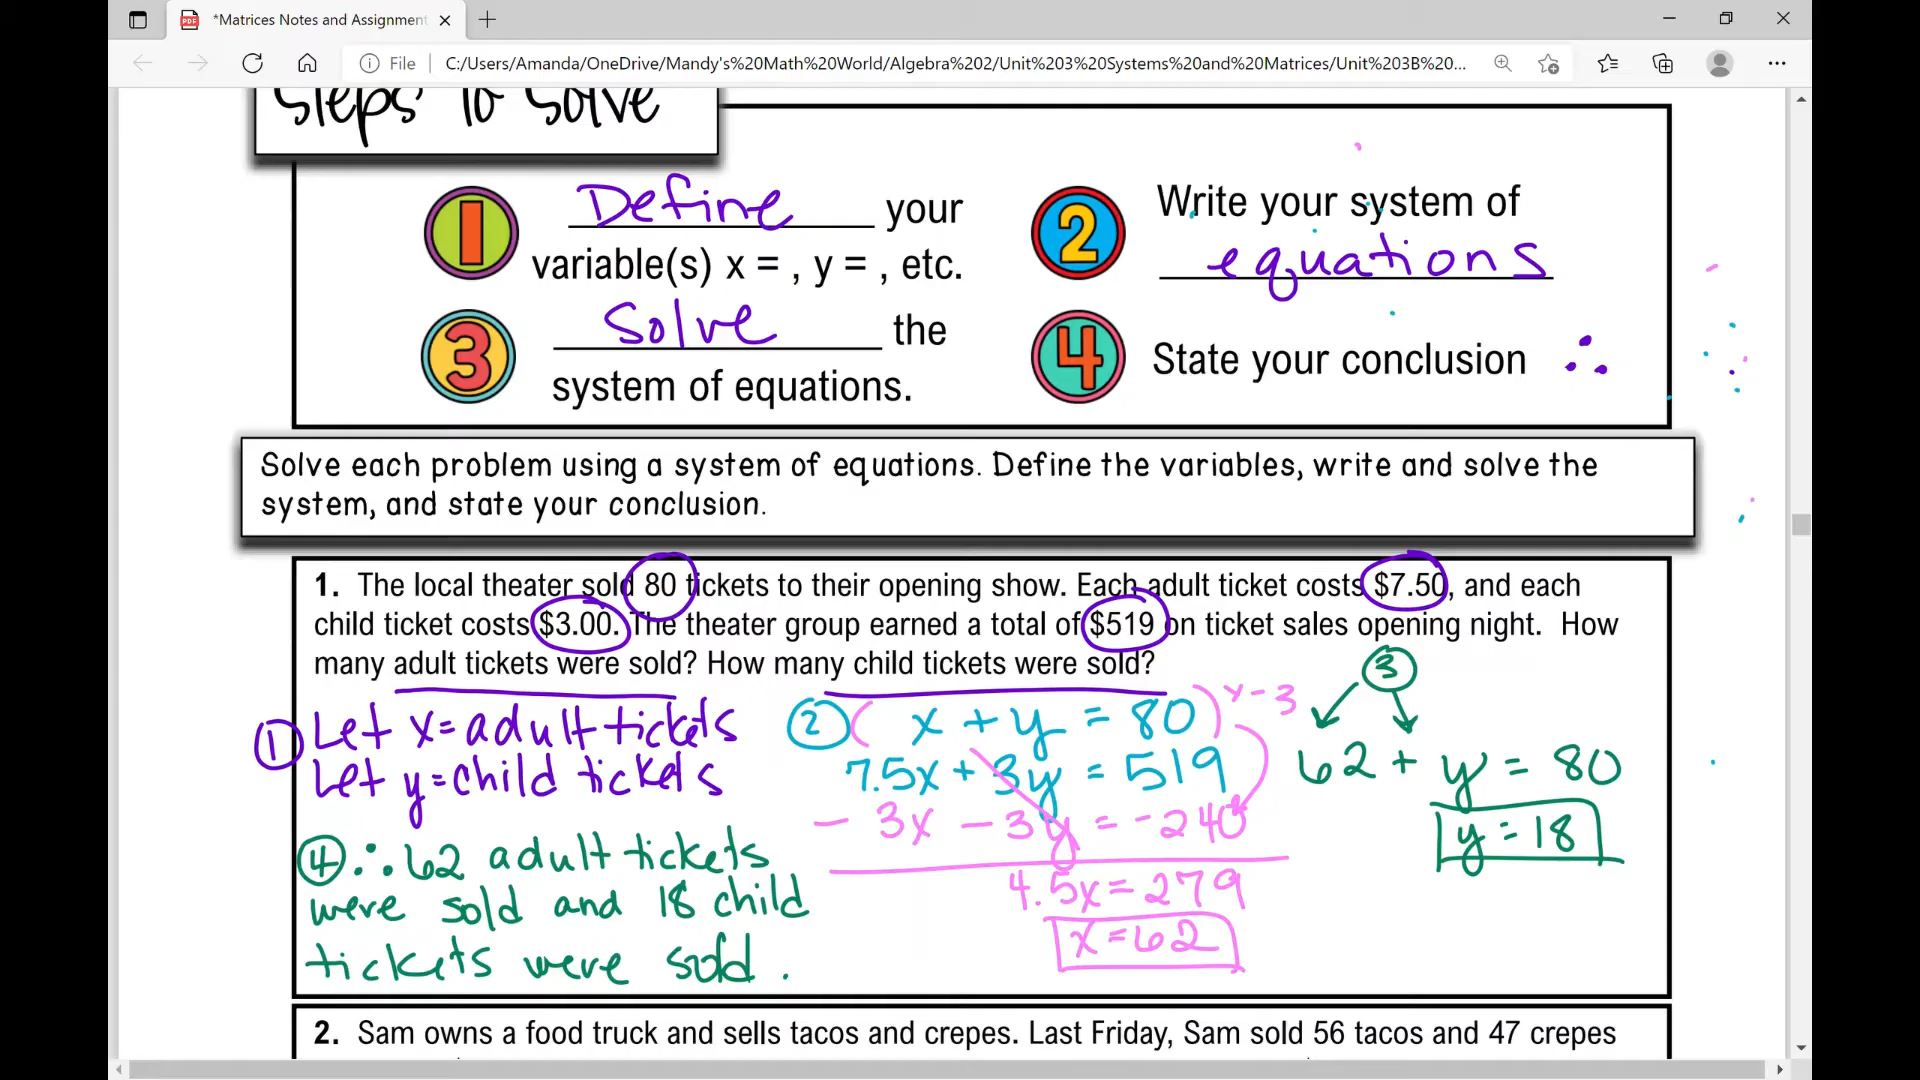 *Matrices Notes and Assignment
File C:/Users/Amanda/OneDrive/Mandy's%20Math%20World/Algebra%202/Unit%203%20Systems%20and%20Matrices/Unit%203B%20...
Steps to Solve
1 Define your
variable(s) x = , y = , etc.
2 Write your system of
equations
3 Solve the
system of equations.
4 State your conclusion ∴
Solve each problem using a system of equations. Define the variables, write and solve the
system, and state your conclusion.
1. The local theater sold 80 tickets to their opening show. Each adult ticket costs $7.50, and each
child ticket costs $3.00. The theater group earned a total of $519 on ticket sales opening night. How
many adult tickets were sold? How many child tickets were sold?
① Let x = adult tickets
Let y = child tickets
② ( x + y = 80 ) x - 3
7.5x + 3y = 519
- 3x - 3y = -240
4.5x = 279
x = 62
③
62 + y = 80
y = 18
④ ∴ 62 adult tickets
were sold and 18 child
tickets were sold.
2. Sam owns a food truck and sells tacos and crepes. Last Friday, Sam sold 56 tacos and 47 crepes